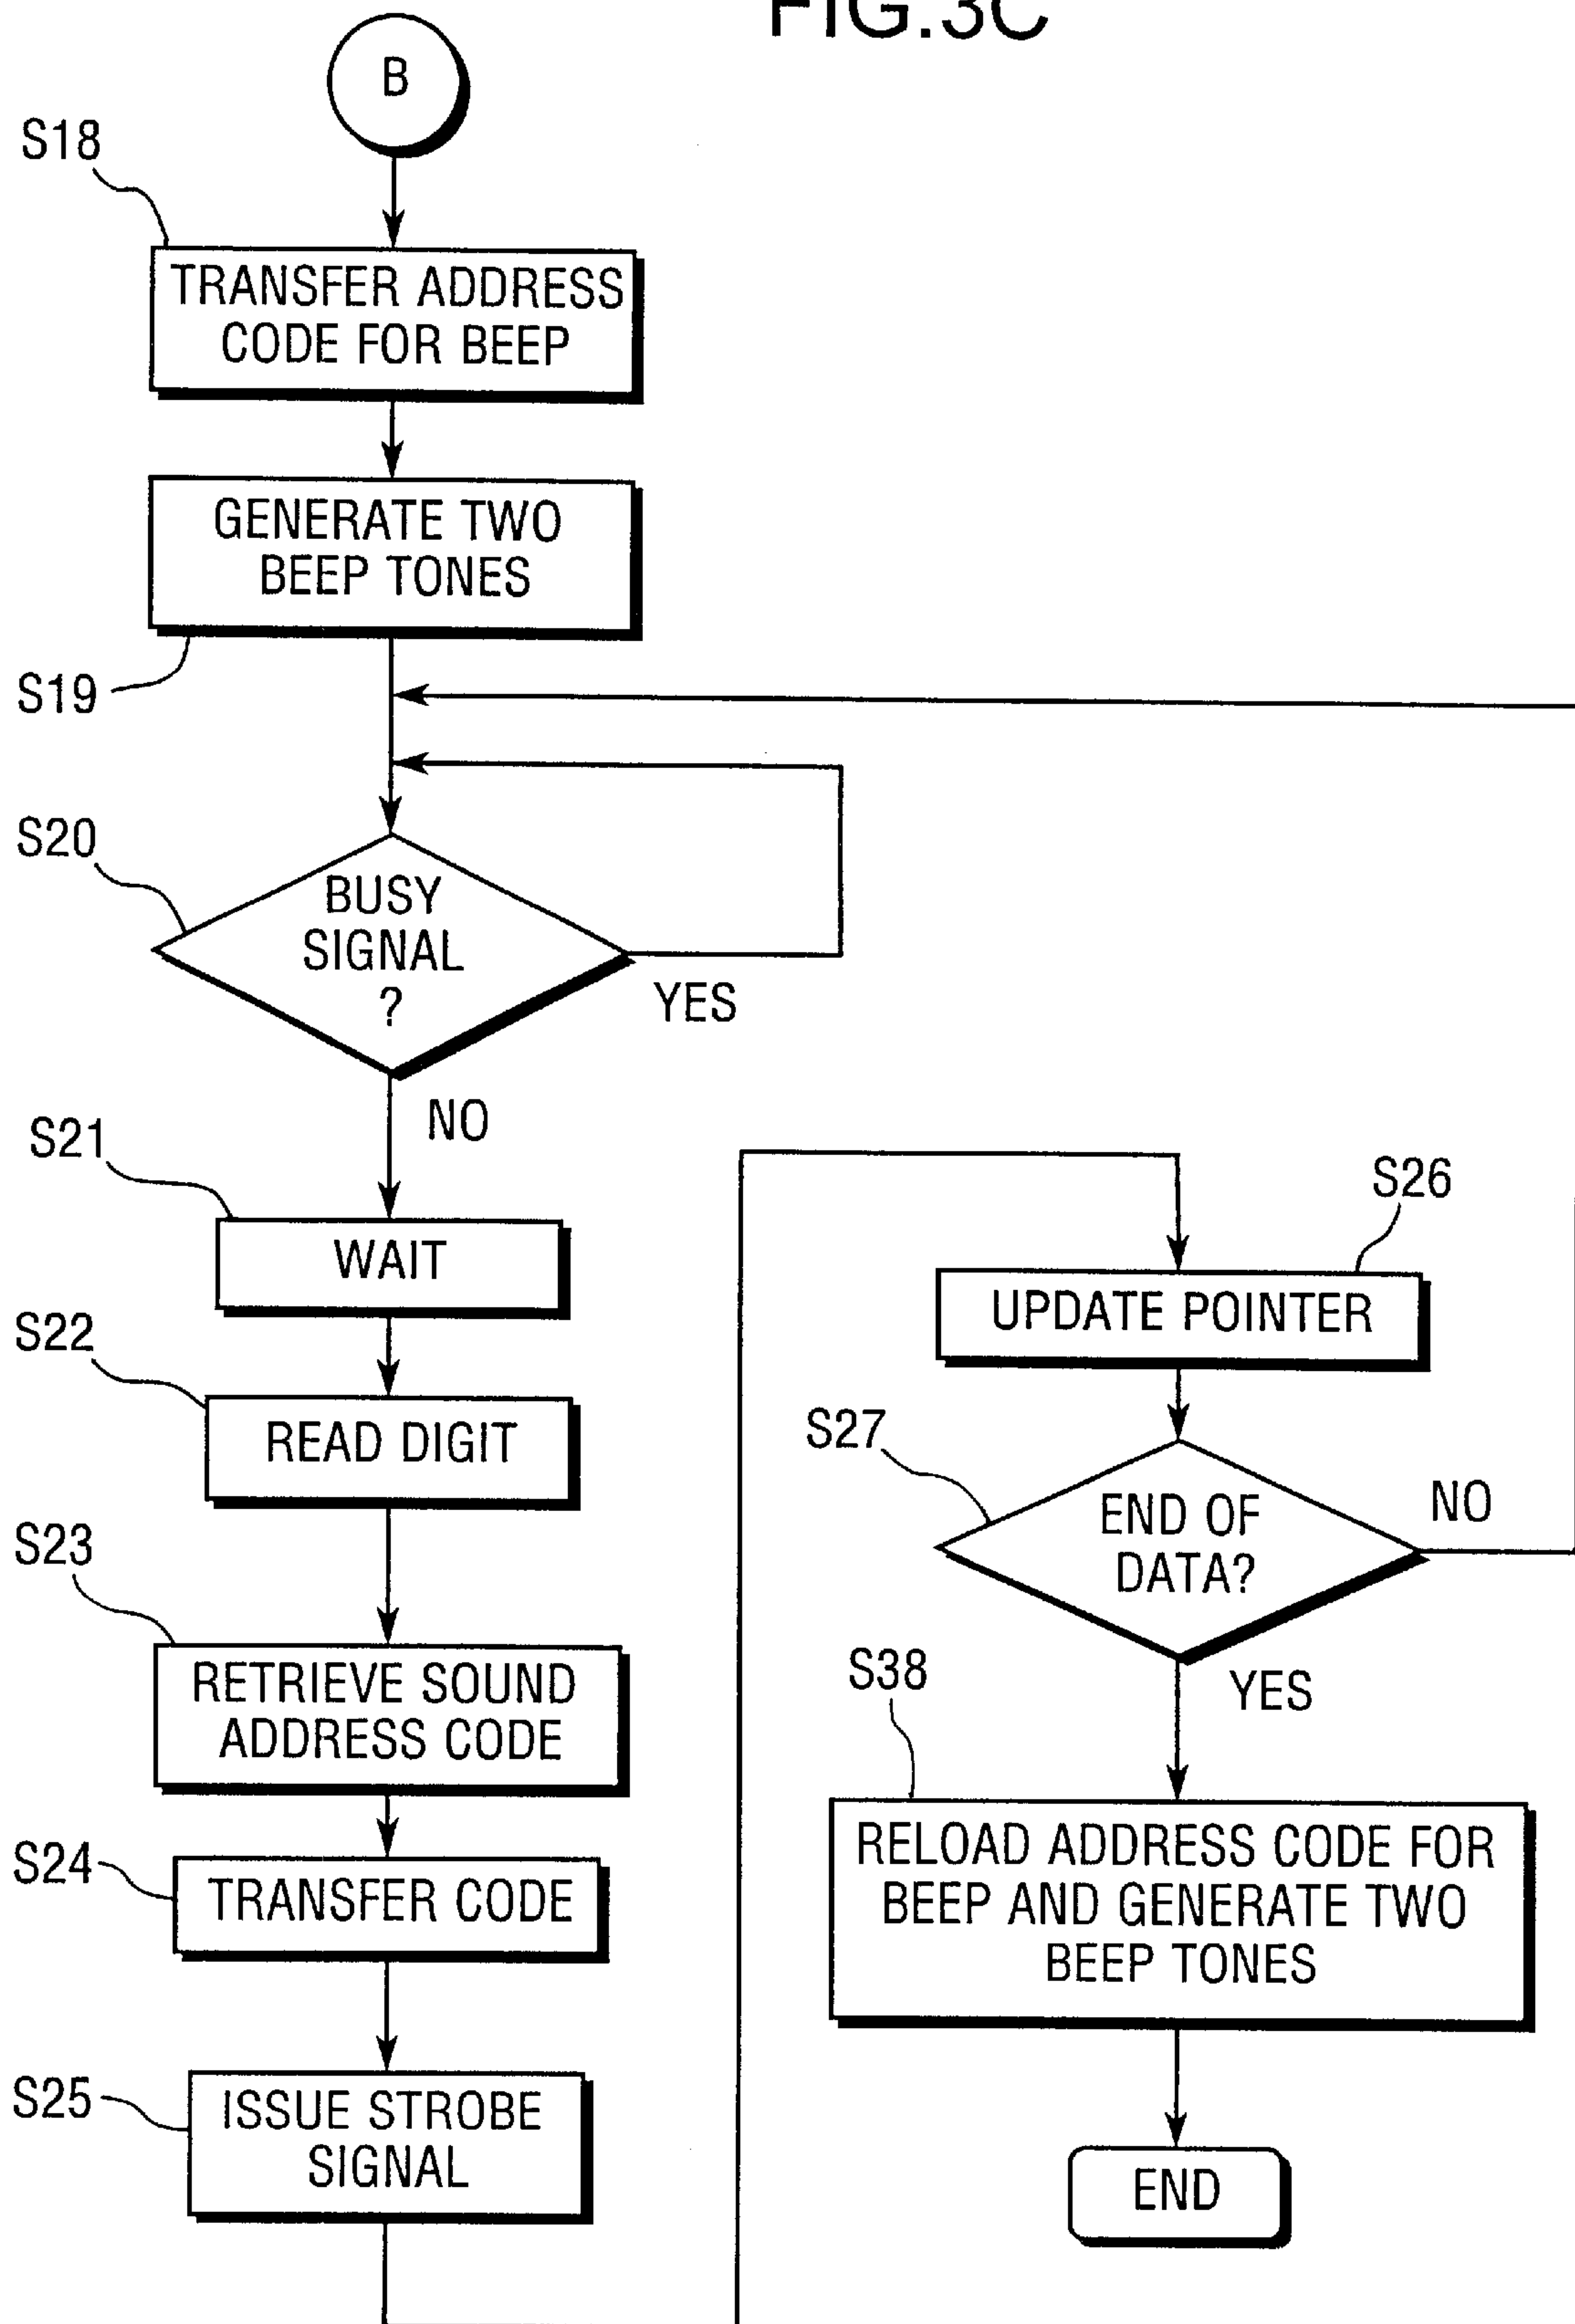 FIG.3C
B
S18
TRANSFER ADDRESS
CODE FOR BEEP
GENERATE TWO
BEEP TONES
S19
S20
BUSY
SIGNAL
?
YES
NO
S21
WAIT
S22
READ DIGIT
S23
RETRIEVE SOUND
ADDRESS CODE
S24
TRANSFER CODE
S25
ISSUE STROBE
SIGNAL
S26
UPDATE POINTER
S27
END OF
DATA?
NO
YES
S38
RELOAD ADDRESS CODE FOR
BEEP AND GENERATE TWO
BEEP TONES
END